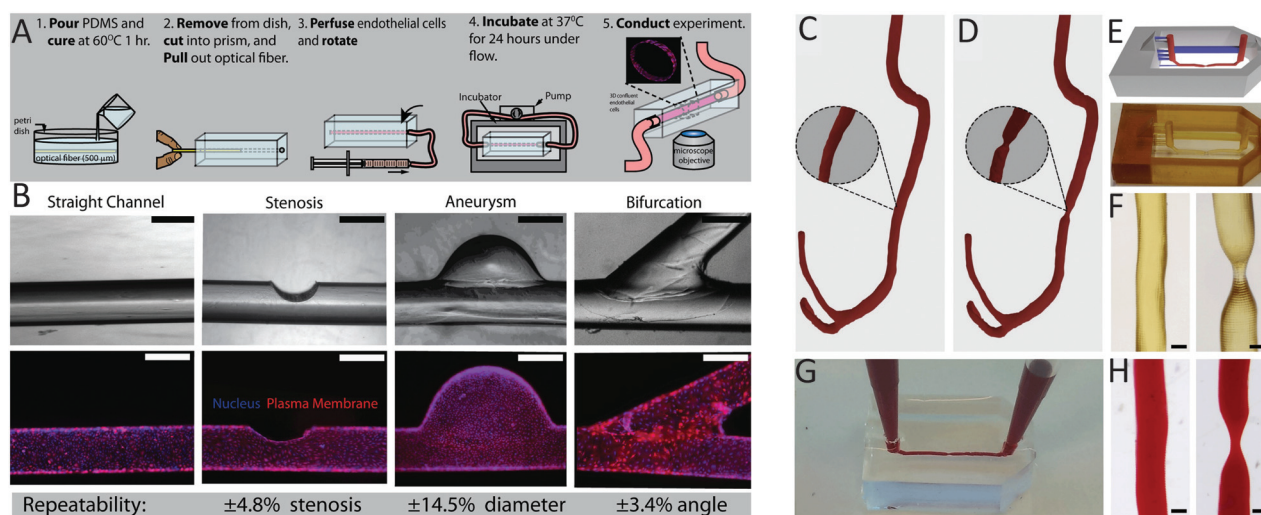 A
1. Pour PDMS and
cure at 60⁰C 1 hr.
2. Remove from dish,
cut into prism, and
Pull out optical fiber.
3. Perfuse endothelial cells
and rotate
4. Incubate at 37⁰C
for 24 hours under
flow.
5. Conduct experiment.
petri
dish
optical fiber (500 μm)
Incubator
Pump
3D confluent
endothelial
cells
microscope
objective
B
Straight Channel
Stenosis
Aneurysm
Bifurcation
Nucleus Plasma Membrane
Repeatability:
±4.8% stenosis
±14.5% diameter
±3.4% angle
C
D
E
F
G
H